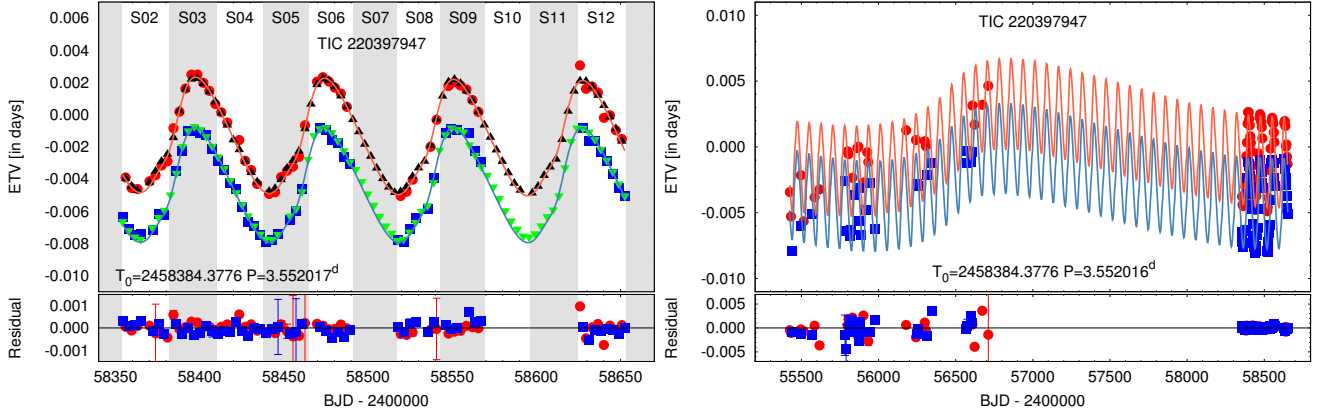 S02 S03 S04 S05 S06 S07 S08 S09 S10 S11 S12
TIC 220397947
ETV [in days]
0.006
0.004
0.002
0.000
-0.002
-0.004
-0.006
-0.008
-0.010
T0=2458384.3776 P=3.552017d
Residual
0.001
0.000
-0.001
58350 58400 58450 58500 58550 58600 58650
BJD - 2400000
TIC 220397947
ETV [in days]
0.010
0.005
0.000
-0.005
-0.010
T0=2458384.3776 P=3.552016d
Residual
0.005
0.000
-0.005
55500 56000 56500 57000 57500 58000 58500
BJD - 2400000